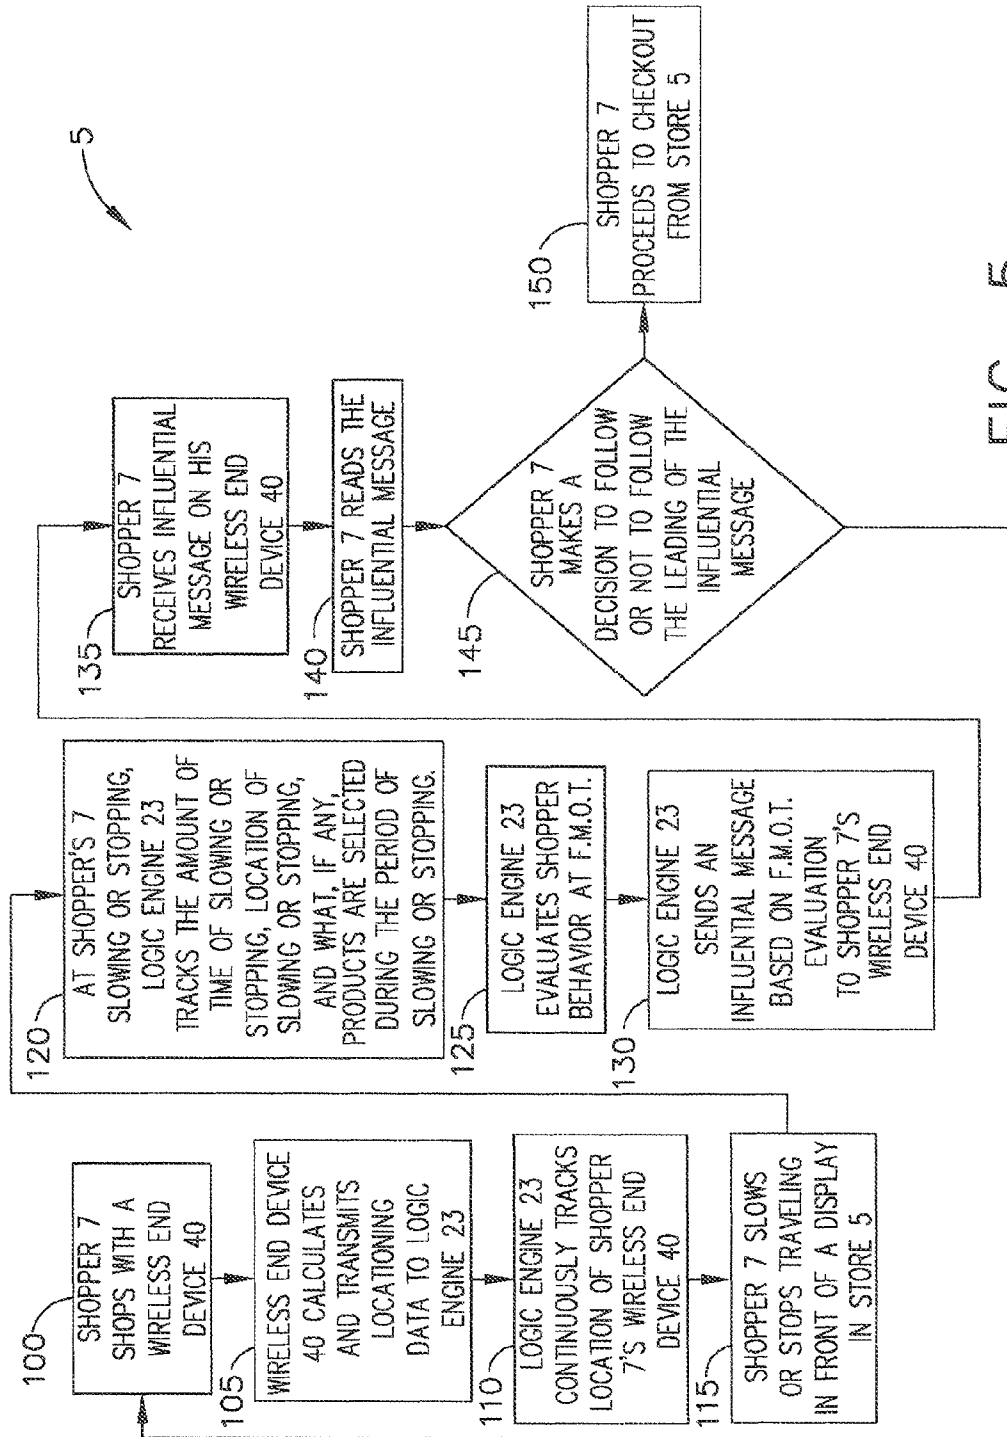 100
SHOPPER 7
SHOPS WITH A
WIRELESS END
DEVICE 40
105
WIRELESS END DEVICE
40 CALCULATES
AND TRANSMITS
LOCATIONING
DATA TO LOGIC
ENGINE 23
110
LOGIC ENGINE 23
CONTINUOUSLY TRACKS
LOCATION OF SHOPPER
7'S WIRELESS END
DEVICE 40
115
SHOPPER 7 SLOWS
OR STOPS TRAVELING
IN FRONT OF A DISPLAY
IN STORE 5
120
AT SHOPPER'S 7
SLOWING OR STOPPING,
LOGIC ENGINE 23
TRACKS THE AMOUNT OF
TIME OF SLOWING OR
STOPPING, LOCATION OF
SLOWING OR STOPPING,
AND WHAT, IF ANY,
PRODUCTS ARE SELECTED
DURING THE PERIOD OF
SLOWING OR STOPPING.
125
LOGIC ENGINE 23
EVALUATES SHOPPER
BEHAVIOR AT F.M.O.T.
130
LOGIC ENGINE 23
SENDS AN
INFLUENTIAL MESSAGE
BASED ON F.M.O.T.
EVALUATION
TO SHOPPER 7'S
WIRELESS END
DEVICE 40
135
SHOPPER 7
RECEIVES INFLUENTIAL
MESSAGE ON HIS
WIRELESS END
DEVICE 40
140
SHOPPER 7 READS THE
INFLUENTIAL MESSAGE
145
SHOPPER 7
MAKES A
DECISION TO FOLLOW
OR NOT TO FOLLOW
THE LEADING OF THE
INFLUENTIAL
MESSAGE
150
SHOPPER 7
PROCEEDS TO CHECKOUT
FROM STORE 5
5
FIG. 5